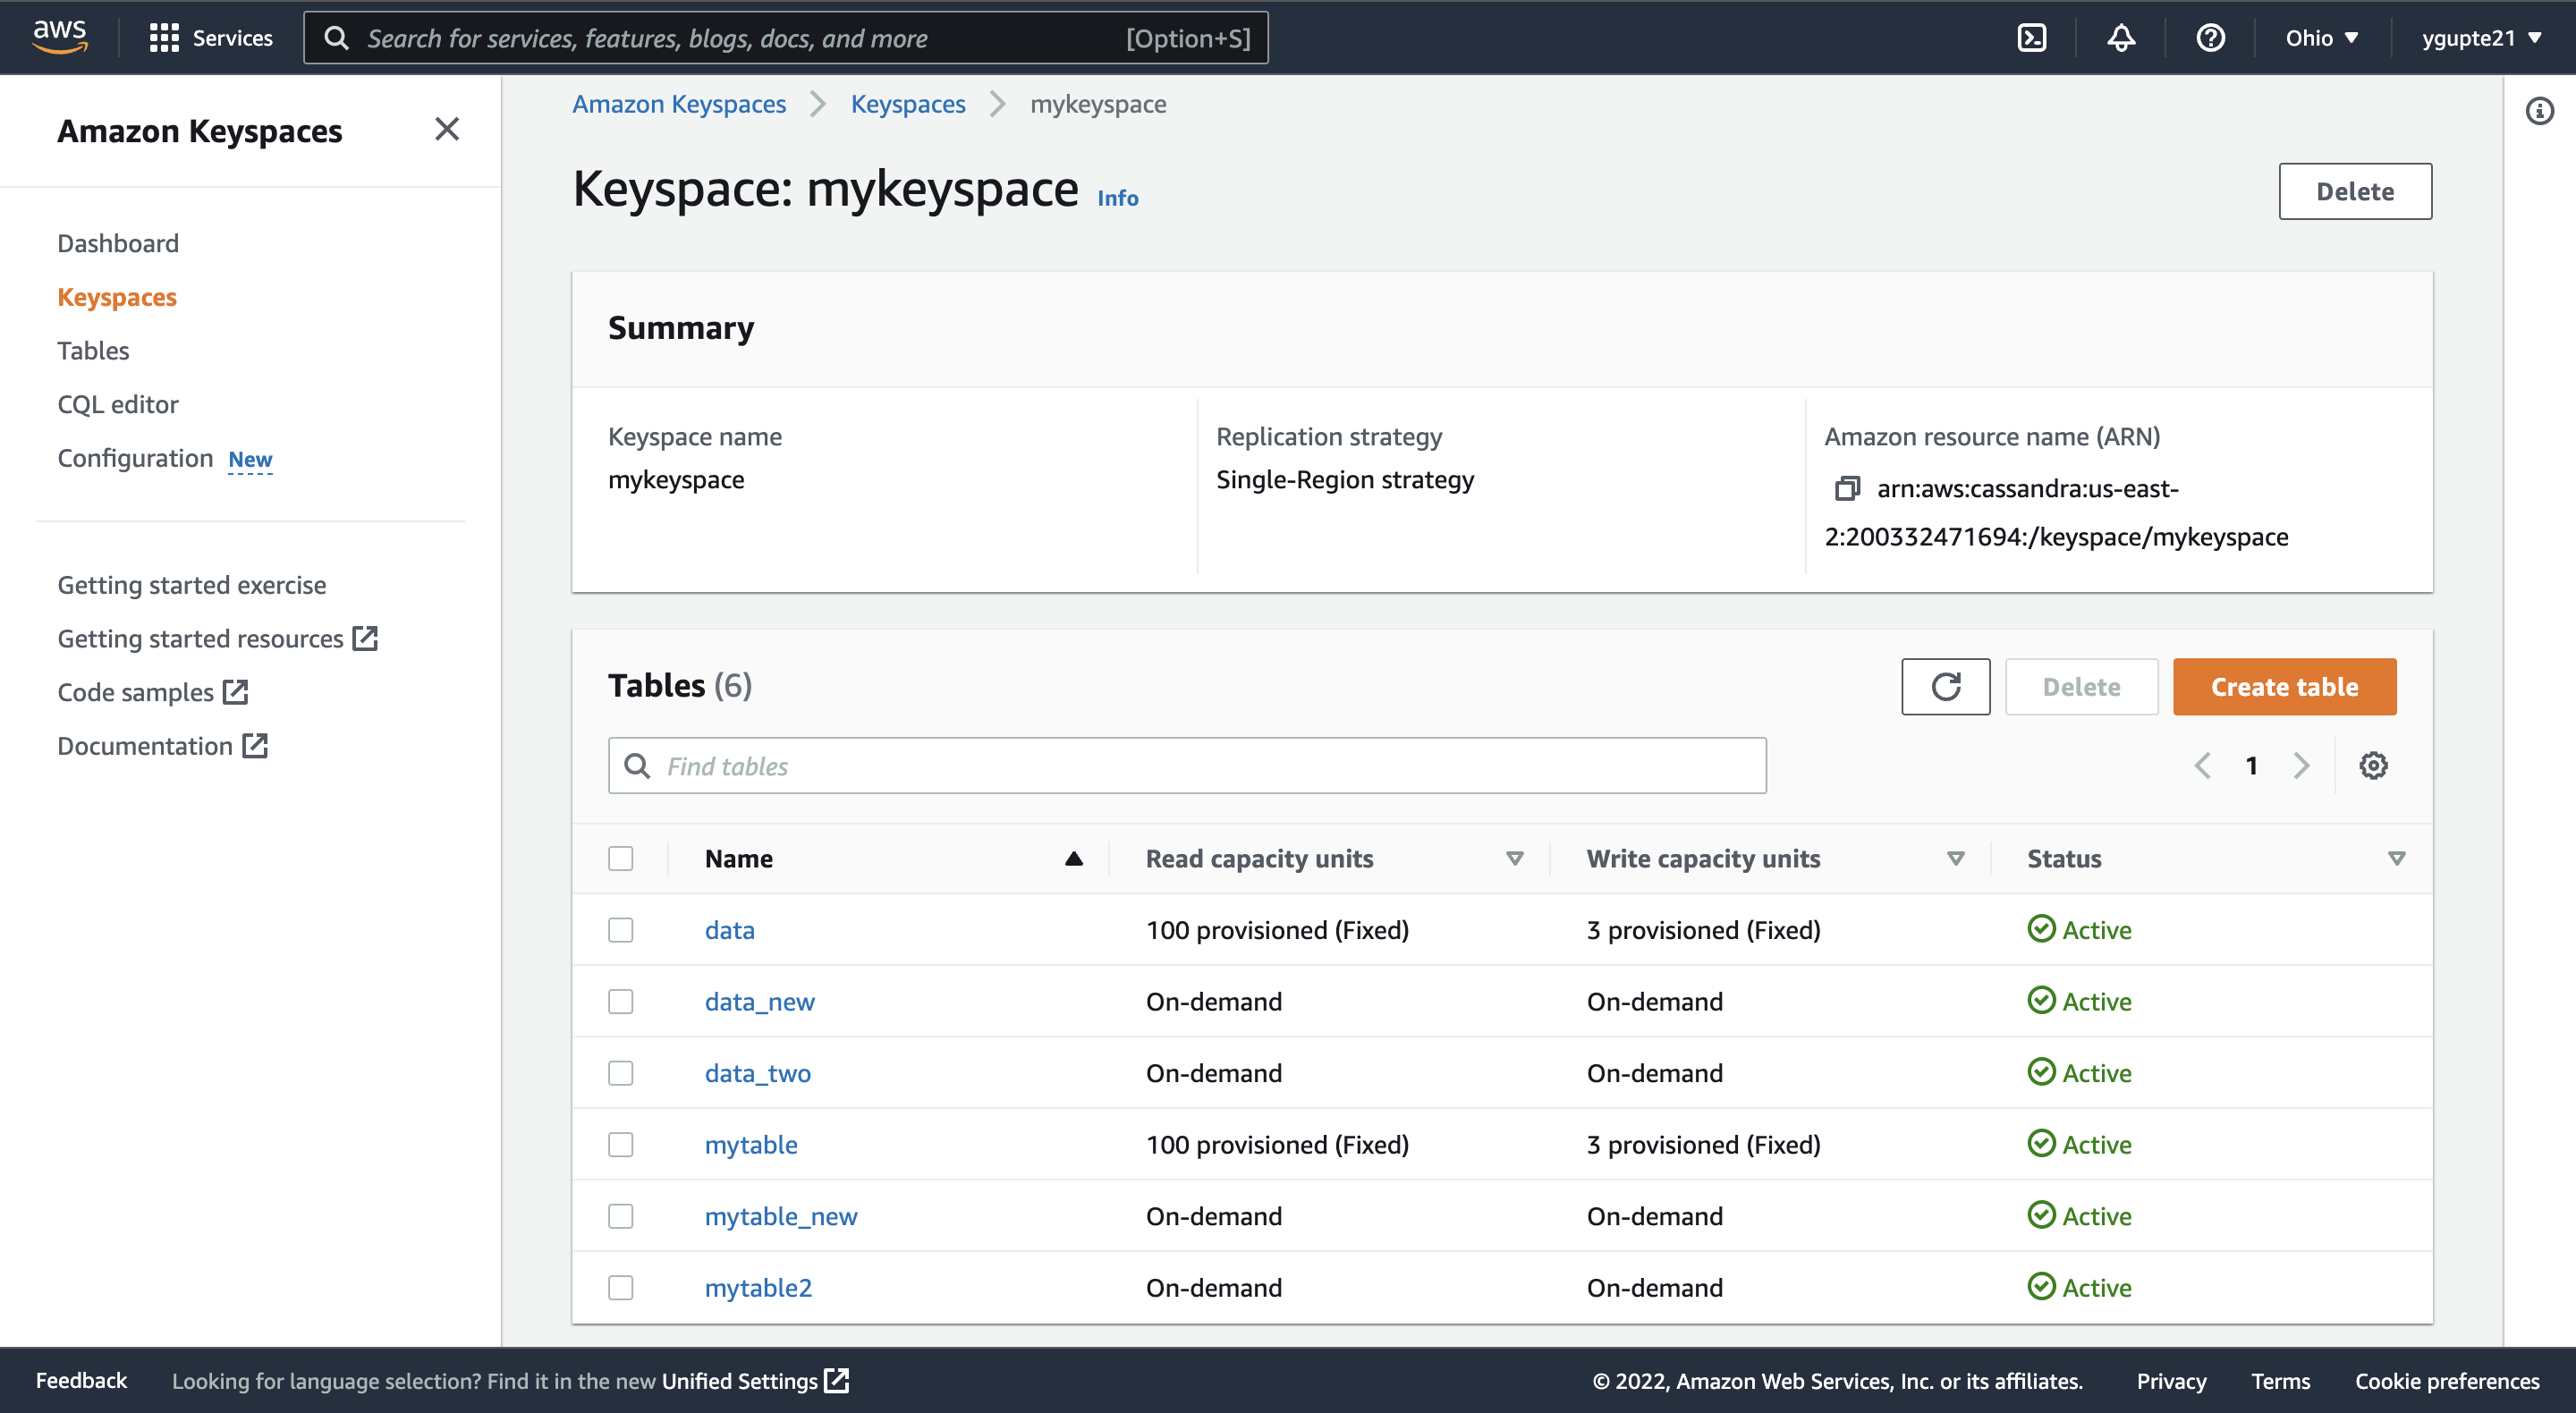 aws
Services
Search for services, features, blogs, docs, and more [Option+S]
Ohio
ygupte21
Amazon Keyspaces
Dashboard
Keyspaces
Tables
CQL editor
Configuration New
Getting started exercise
Getting started resources
Code samples
Documentation
Amazon Keyspaces Keyspaces mykeyspace
Keyspace: mykeyspace Info
Delete
Summary
Keyspace name
mykeyspace
Replication strategy
Single-Region strategy
Amazon resource name (ARN)
arn:aws:cassandra:us-east-
2:200332471694:/keyspace/mykeyspace
Tables (6)
Delete
Create table
Find tables
1
Name Read capacity units Write capacity units Status
data 100 provisioned (Fixed) 3 provisioned (Fixed) Active
data_new On-demand On-demand Active
data_two On-demand On-demand Active
mytable 100 provisioned (Fixed) 3 provisioned (Fixed) Active
mytable_new On-demand On-demand Active
mytable2 On-demand On-demand Active
Feedback Looking for language selection? Find it in the new Unified Settings © 2022, Amazon Web Services, Inc. or its affiliates. Privacy Terms Cookie preferences